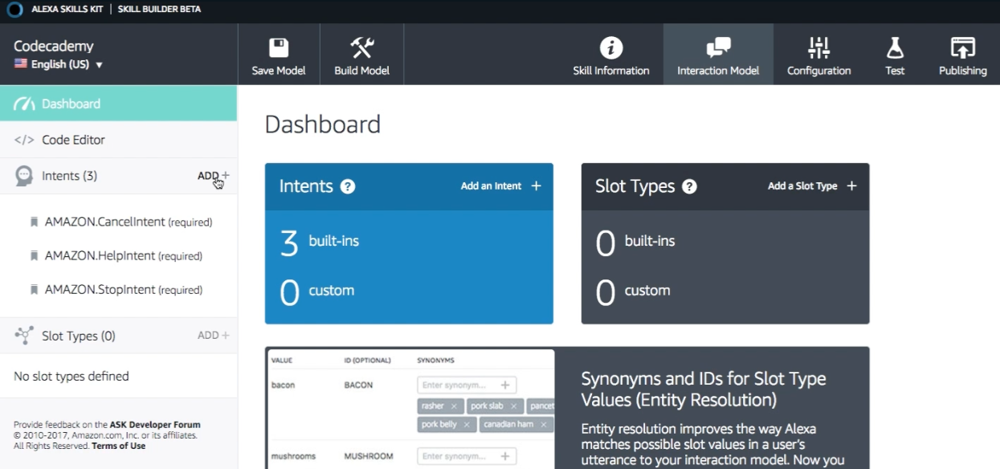 ALEXA SKILLS KIT | SKILL BUILDER BETA
Codecademy
English (US)
Save Model
Build Model
Skill Information
Interaction Model
Configuration
Test
Publishing
Dashboard
</> Code Editor
Intents (3) ADD +
AMAZON.CancelIntent (required)
AMAZON.HelpIntent (required)
AMAZON.StopIntent (required)
Slot Types (0) ADD +
No slot types defined
Provide feedback on the ASK Developer Forum
© 2010-2017, Amazon.com, Inc. or its affiliates.
All Rights Reserved. Terms of Use
Dashboard
Intents ? Add an Intent +
3 built-ins
0 custom
Slot Types ? Add a Slot Type +
0 built-ins
0 custom
VALUE ID (OPTIONAL) SYNONYMS
bacon BACON Enter synonym... +
rasher × pork slab × pancet
pork belly × canadian ham ×
mushrooms MUSHROOM Enter synonym... +
Synonyms and IDs for Slot Type
Values (Entity Resolution)
Entity resolution improves the way Alexa
matches possible slot values in a user's
utterance to your interaction model. Now you